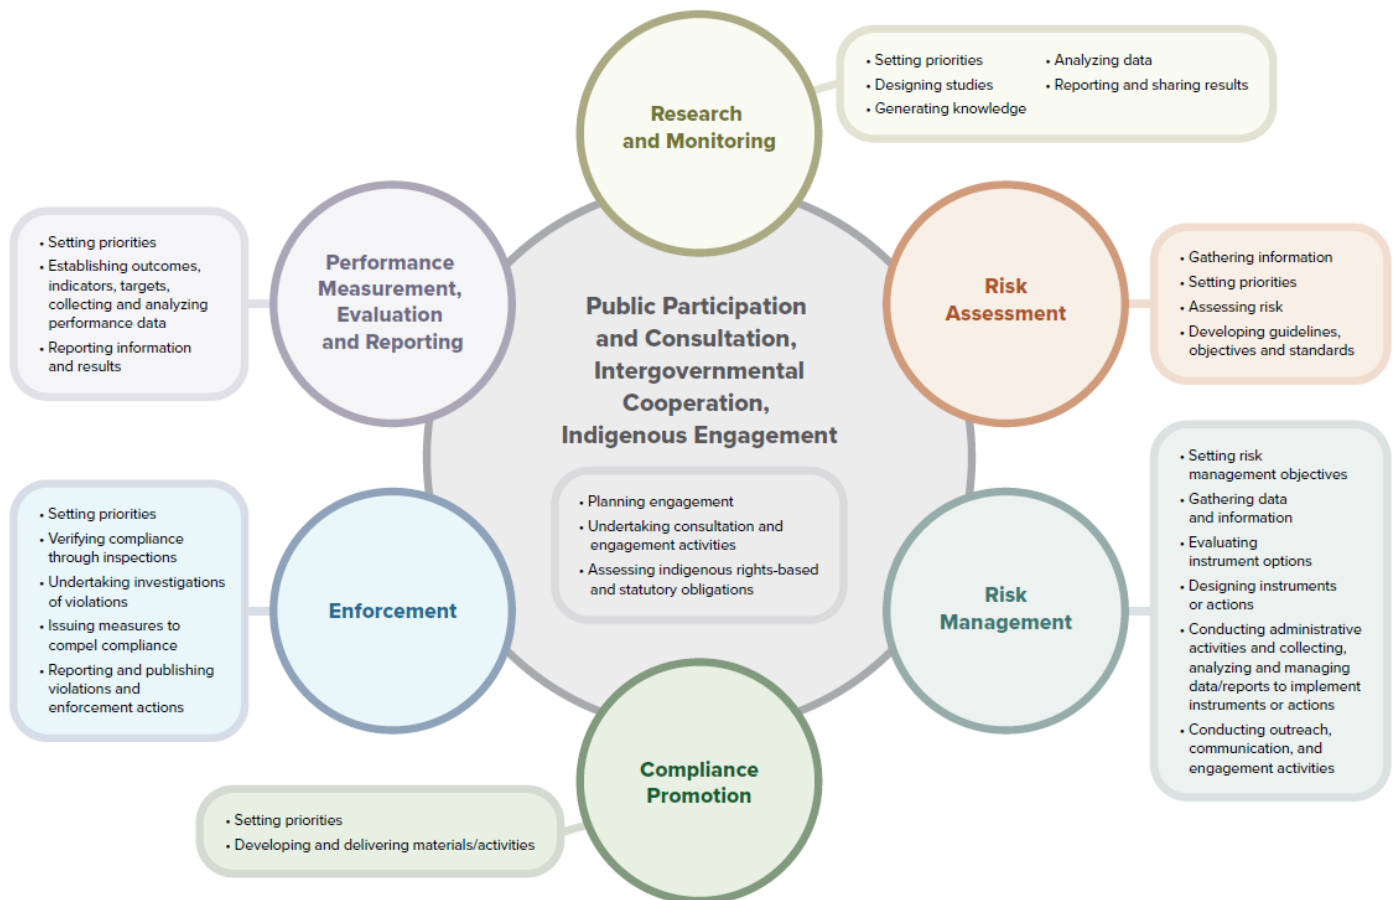 Research
and Monitoring
• Setting priorities
• Designing studies
• Generating knowledge
• Analyzing data
• Reporting and sharing results
Risk
Assessment
• Gathering information
• Setting priorities
• Assessing risk
• Developing guidelines,
objectives and standards
Risk
Management
• Setting risk
management objectives
• Gathering data
and information
• Evaluating
instrument options
• Designing instruments
or actions
• Conducting administrative
activities and collecting,
analyzing and managing
data/reports to implement
instruments or actions
• Conducting outreach,
communication, and
engagement activities
Compliance
Promotion
• Setting priorities
• Developing and delivering materials/activities
Enforcement
• Setting priorities
• Verifying compliance
through inspections
• Undertaking investigations
of violations
• Issuing measures to
compel compliance
• Reporting and publishing
violations and
enforcement actions
Performance
Measurement,
Evaluation
and Reporting
• Setting priorities
• Establishing outcomes,
indicators, targets,
collecting and analyzing
performance data
• Reporting information
and results
Public Participation
and Consultation,
Intergovernmental
Cooperation,
Indigenous Engagement
• Planning engagement
• Undertaking consultation and
engagement activities
• Assessing indigenous rights-based
and statutory obligations